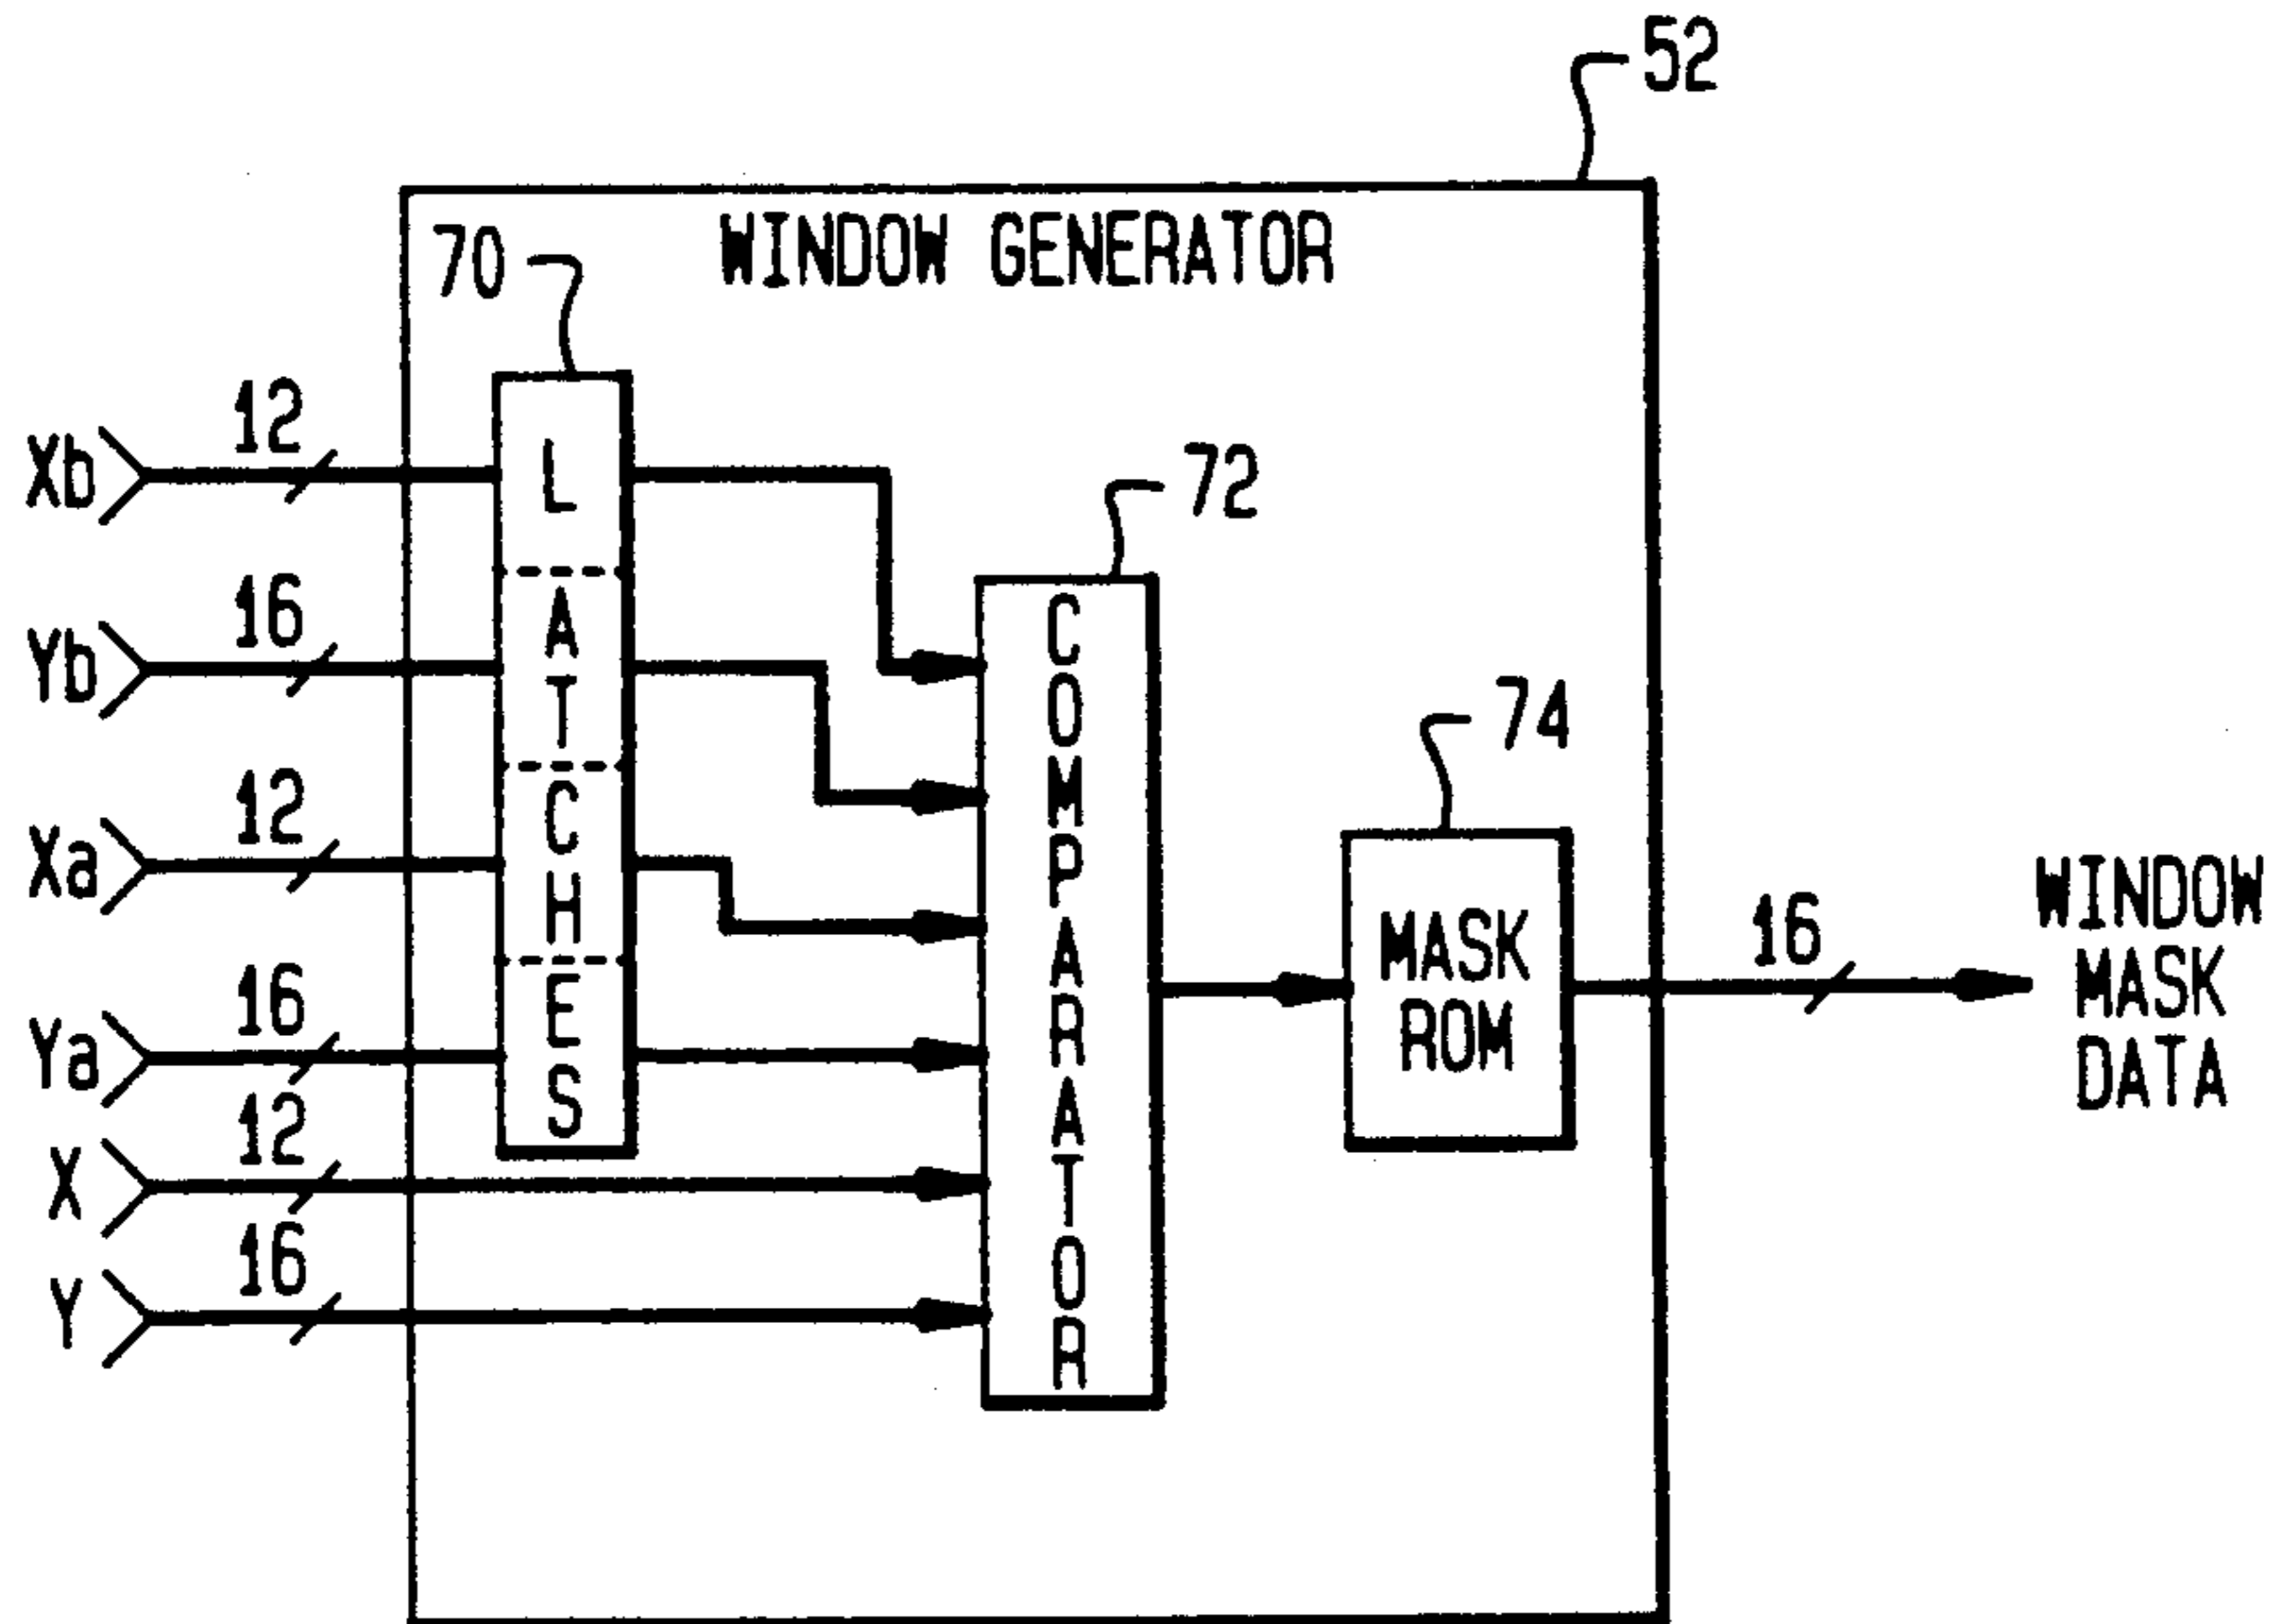 52
WINDOW GENERATOR
70
12
Xb
72
16
Yb
74
12
Xa
16
Ya
12
X
16
Y
LATCHES
COMPARATOR
MASK
ROM
16
WINDOW
MASK
DATA